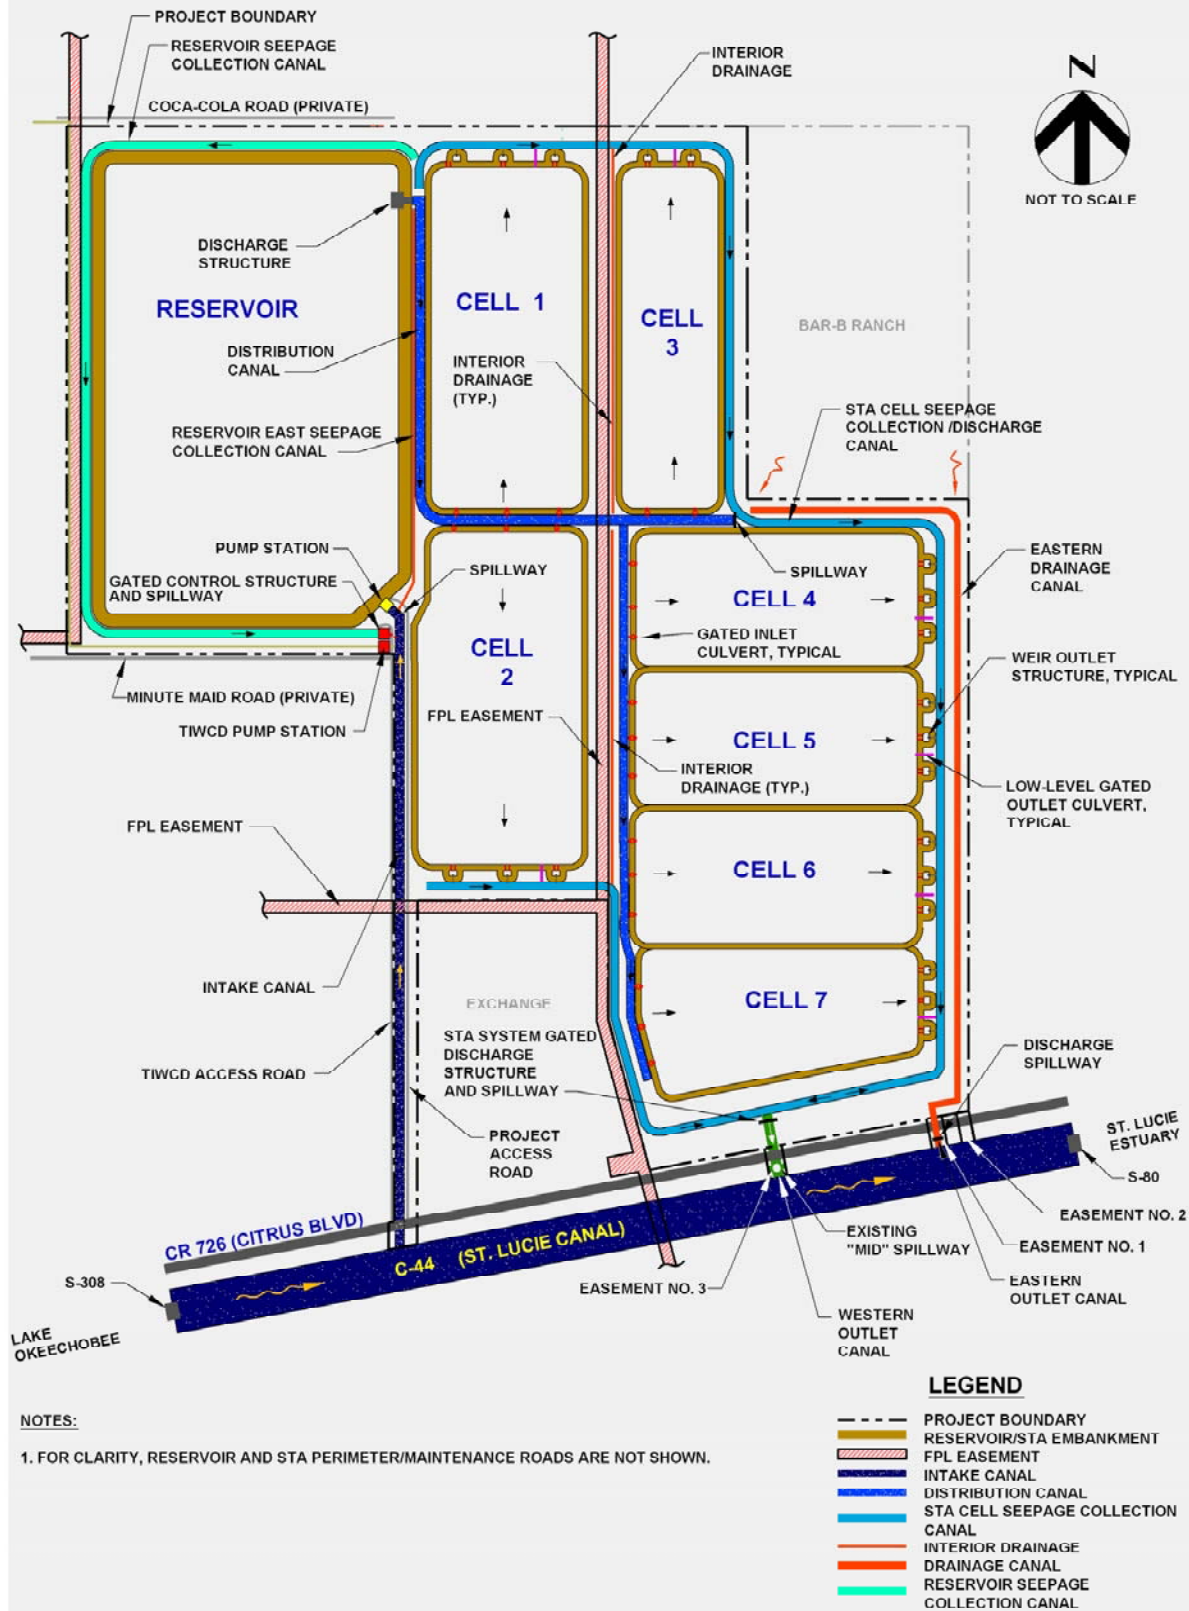 PROJECT BOUNDARY
RESERVOIR SEEPAGE
COLLECTION CANAL
COCA-COLA ROAD (PRIVATE)
INTERIOR
DRAINAGE
N
NOT TO SCALE
DISCHARGE
STRUCTURE
RESERVOIR
CELL 1
CELL
3
BAR-B RANCH
DISTRIBUTION
CANAL
INTERIOR
DRAINAGE
(TYP.)
RESERVOIR EAST SEEPAGE
COLLECTION CANAL
STA CELL SEEPAGE
COLLECTION /DISCHARGE
CANAL
PUMP STATION
GATED CONTROL STRUCTURE
AND SPILLWAY
SPILLWAY
SPILLWAY
EASTERN
DRAINAGE
CANAL
CELL 4
GATED INLET
CULVERT, TYPICAL
CELL
2
WEIR OUTLET
STRUCTURE, TYPICAL
MINUTE MAID ROAD (PRIVATE)
TIWCD PUMP STATION
FPL EASEMENT
CELL 5
INTERIOR
DRAINAGE (TYP.)
LOW-LEVEL GATED
OUTLET CULVERT,
TYPICAL
FPL EASEMENT
CELL 6
INTAKE CANAL
EXCHANGE
CELL 7
STA SYSTEM GATED
DISCHARGE
STRUCTURE
AND SPILLWAY
TIWCD ACCESS ROAD
DISCHARGE
SPILLWAY
PROJECT
ACCESS
ROAD
ST. LUCIE
ESTUARY
S-80
CR 726 (CITRUS BLVD)
C-44 (ST. LUCIE CANAL)
EASEMENT NO. 2
EXISTING
"MID" SPILLWAY
EASEMENT NO. 1
S-308
EASEMENT NO. 3
EASTERN
OUTLET CANAL
LAKE
OKEECHOBEE
WESTERN
OUTLET
CANAL
LEGEND
NOTES:
1. FOR CLARITY, RESERVOIR AND STA PERIMETER/MAINTENANCE ROADS ARE NOT SHOWN.
PROJECT BOUNDARY
RESERVOIR/STA EMBANKMENT
FPL EASEMENT
INTAKE CANAL
DISTRIBUTION CANAL
STA CELL SEEPAGE COLLECTION
CANAL
INTERIOR DRAINAGE
DRAINAGE CANAL
RESERVOIR SEEPAGE
COLLECTION CANAL